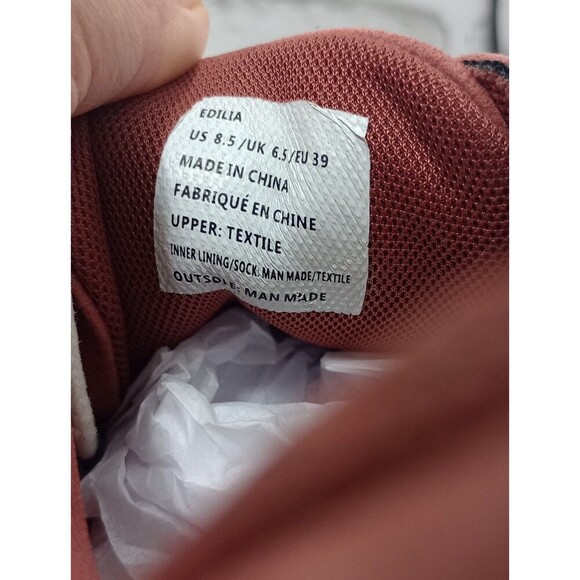 EDILIA
US 8.5/UK 6.5/EU 39
MADE IN CHINA
FABRIQUÉ EN CHINE
UPPER: TEXTILE
INNER LINING/SOCK: MAN MADE/TEXTILE
OUTSOLE: MAN MADE